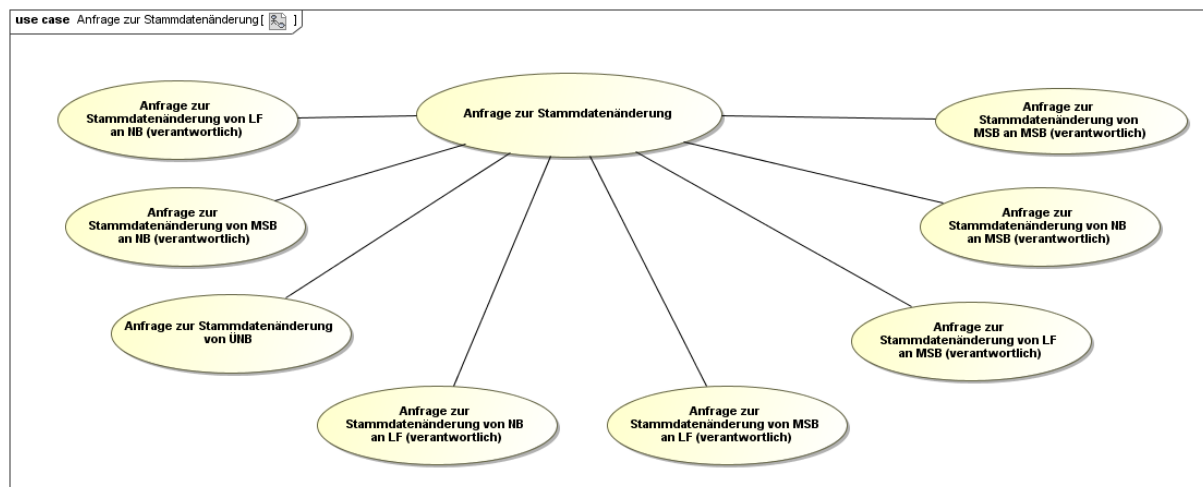 use case Anfrage zur Stammdatenänderung[ ]
Anfrage zur
Stammdatenänderung von LF
an NB (verantwortlich)
Anfrage zur Stammdatenänderung
Anfrage zur
Stammdatenänderung von
MSB an MSB (verantwortlich)
Anfrage zur
Stammdatenänderung von MSB
an NB (verantwortlich)
Anfrage zur
Stammdatenänderung von NB
an MSB (verantwortlich)
Anfrage zur Stammdatenänderung
von ÜNB
Anfrage zur
Stammdatenänderung von LF
an MSB (verantwortlich)
Anfrage zur
Stammdatenänderung von NB
an LF (verantwortlich)
Anfrage zur
Stammdatenänderung von MSB
an LF (verantwortlich)